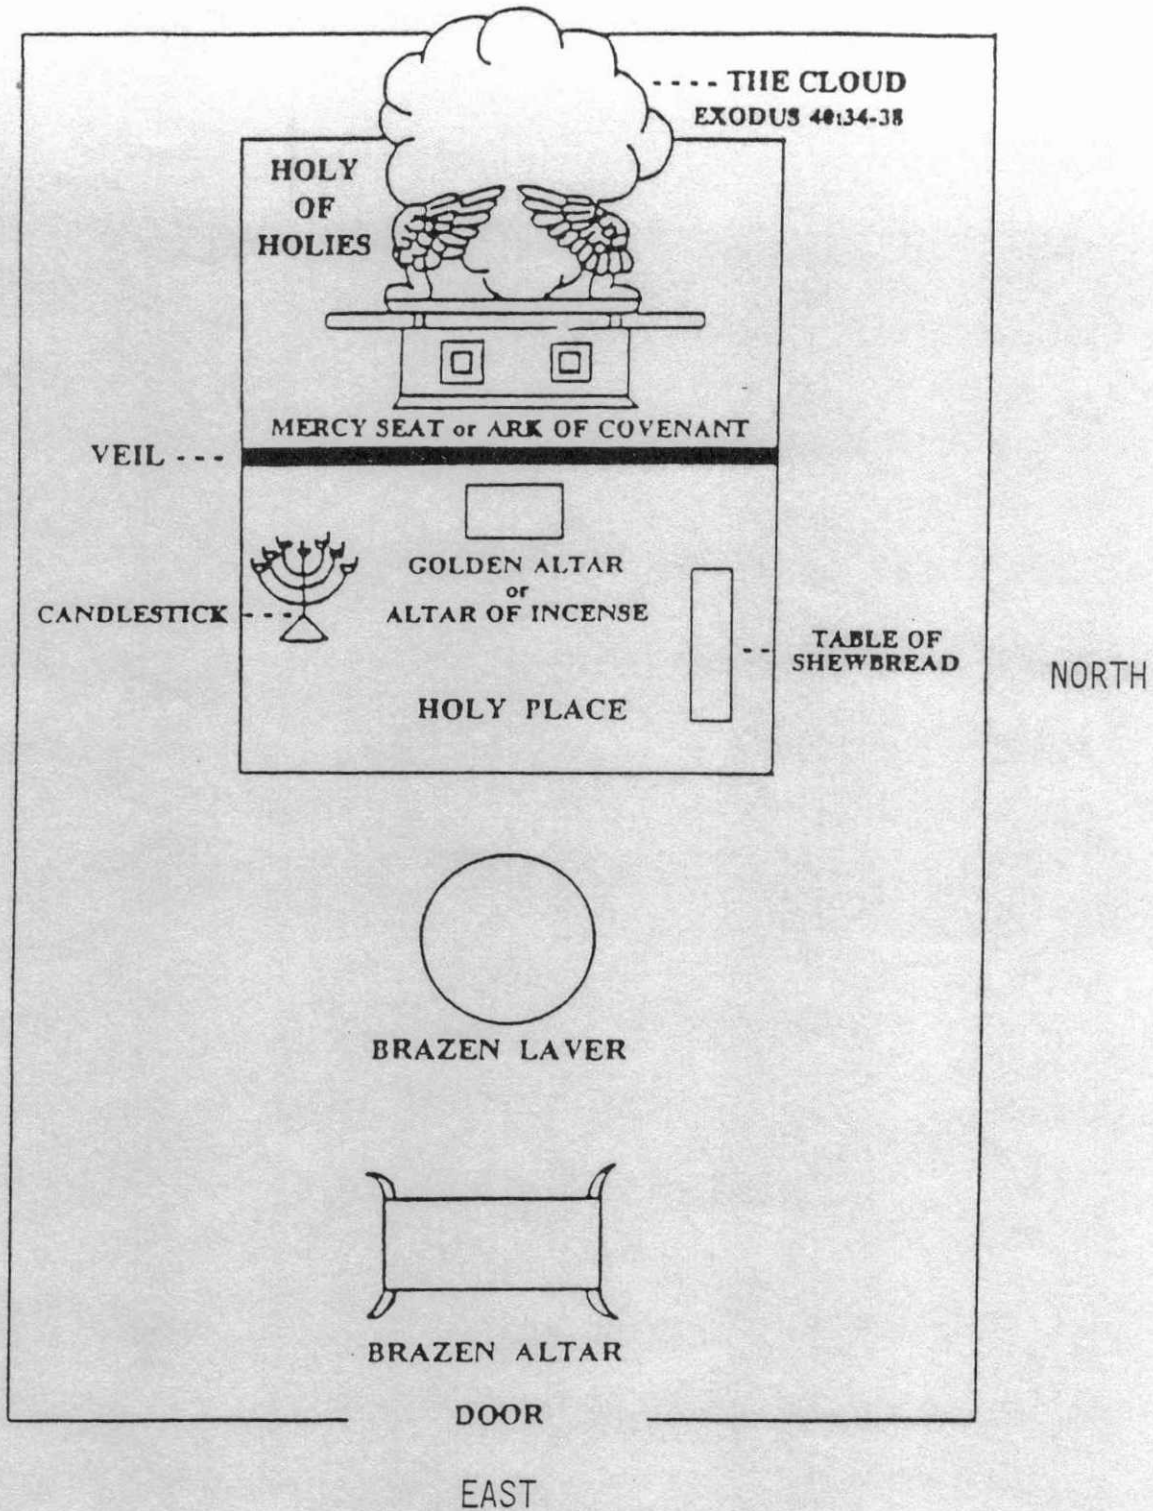 THE CLOUD
EXODUS 40:34-38
HOLY
OF
HOLIES
MERCY SEAT or ARK OF COVENANT
VEIL
GOLDEN ALTAR
or
ALTAR OF INCENSE
CANDLESTICK
TABLE OF
SHEWBREAD
NORTH
HOLY PLACE
BRAZEN LAVER
BRAZEN ALTAR
DOOR
EAST